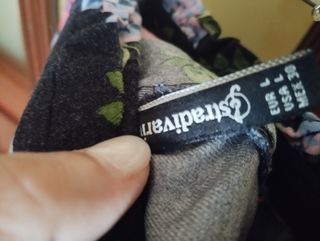 stradivari
EUR L
USA L
MEX 30